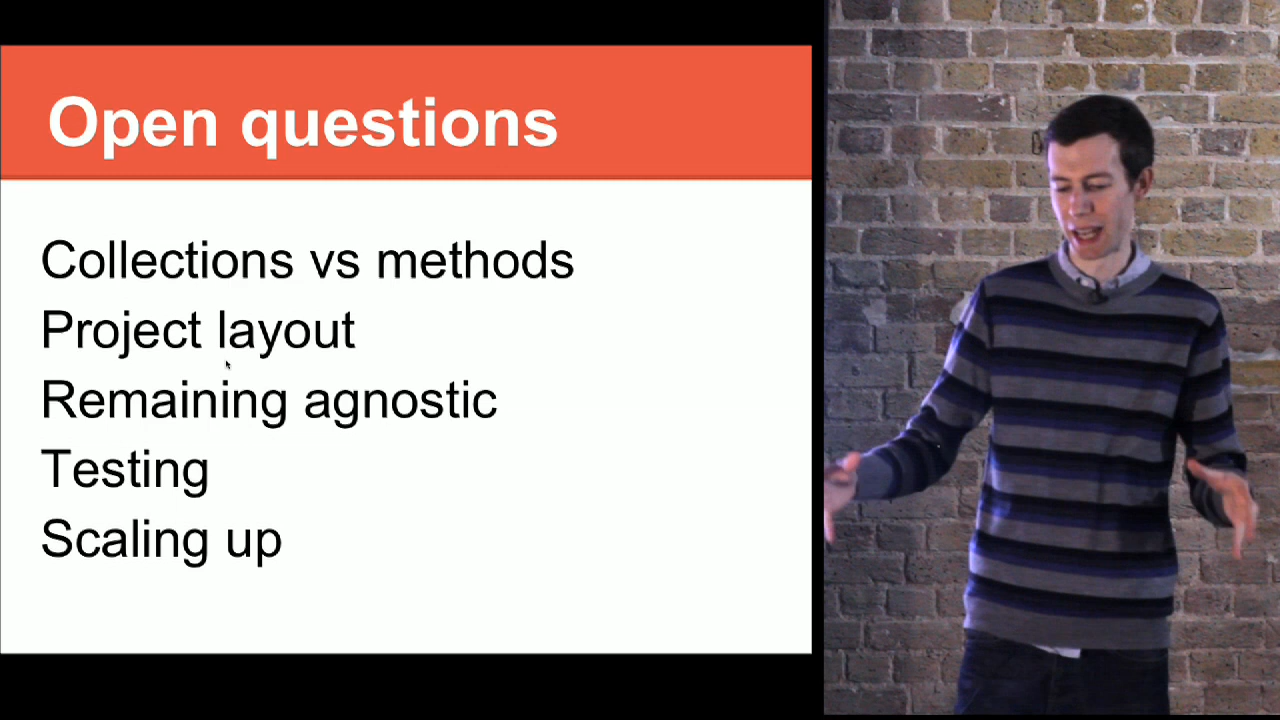 Open questions
Collections vs methods
Project layout
Remaining agnostic
Testing
Scaling up